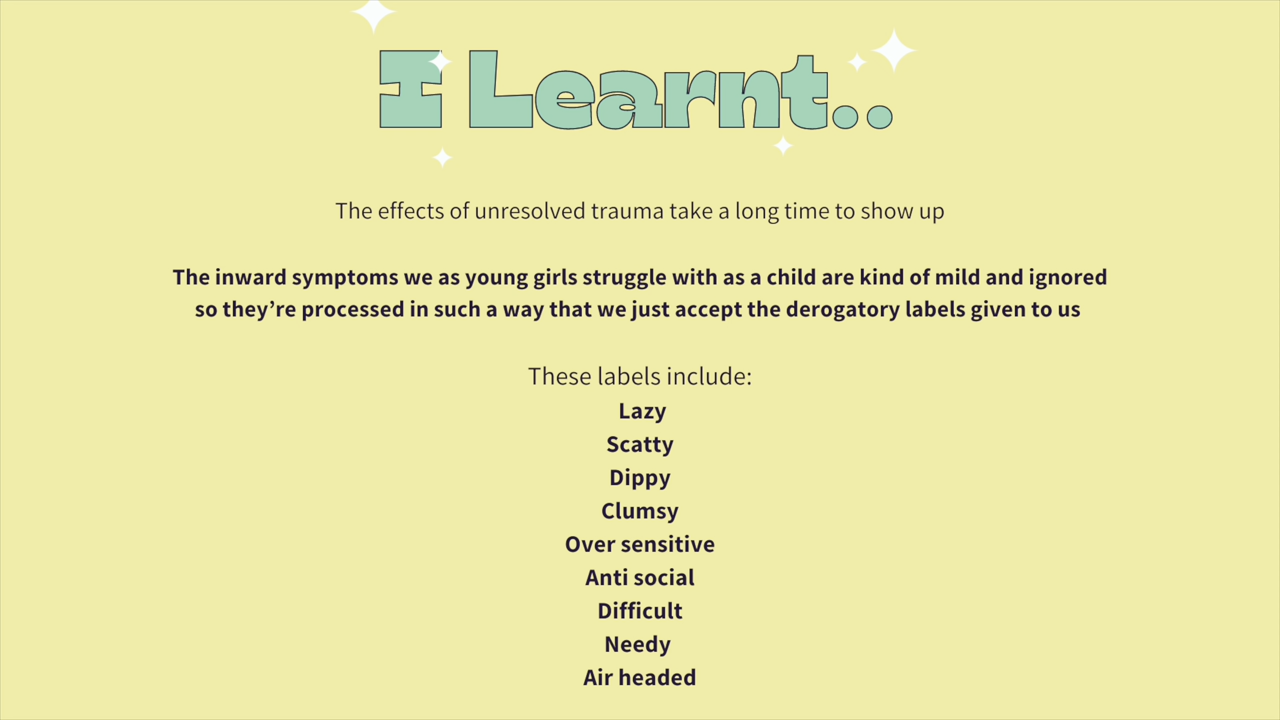 I Learnt..
The effects of unresolved trauma take a long time to show up
The inward symptoms we as young girls struggle with as a child are kind of mild and ignored
so they’re processed in such a way that we just accept the derogatory labels given to us
These labels include:
Lazy
Scatty
Dippy
Clumsy
Over sensitive
Anti social
Difficult
Needy
Air headed